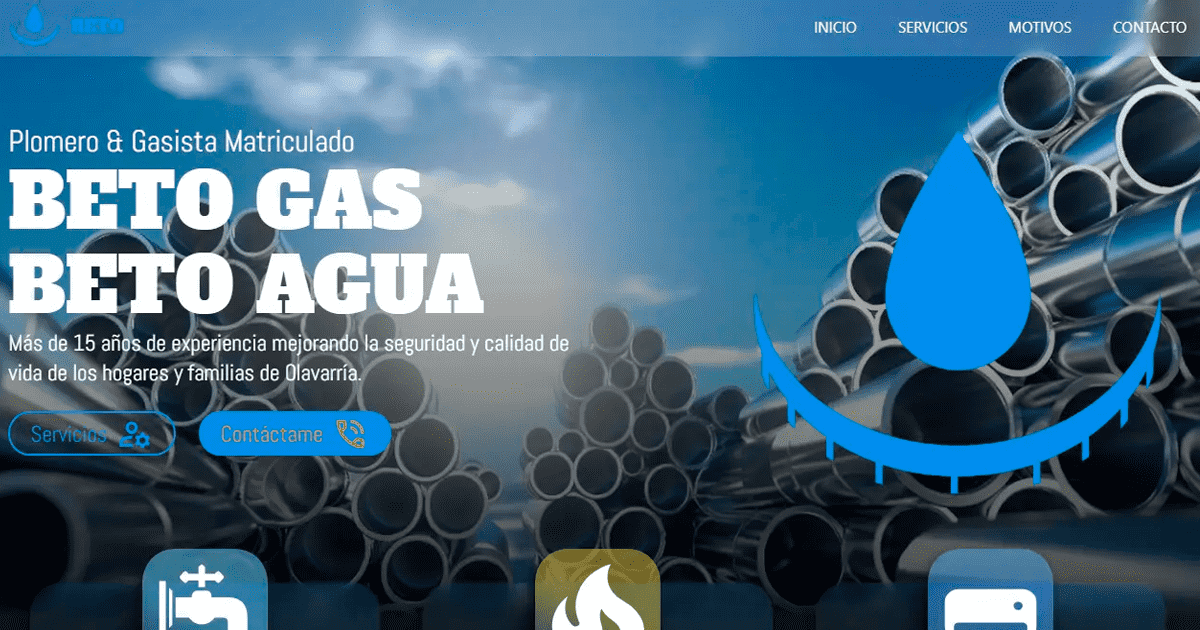 BETO
INICIO
SERVICIOS
MOTIVOS
CONTACTO
Plomero & Gasista Matriculado
BETO GAS
BETO AGUA
Más de 15 años de experiencia mejorando la seguridad y calidad de
vida de los hogares y familias de Olavarría.
Servicios
Contáctame